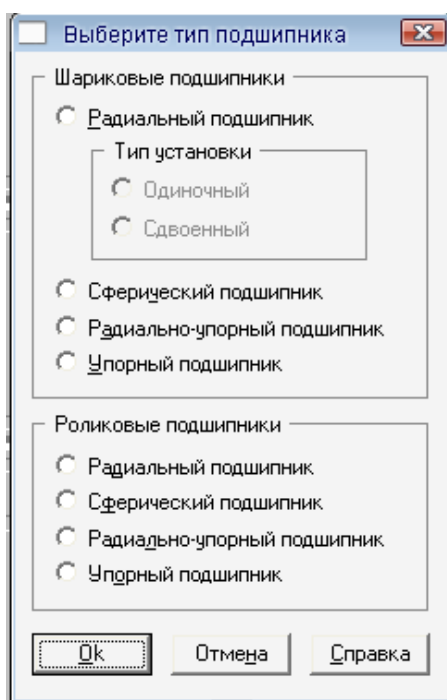 Выберите тип подшипника
Шариковые подшипники
Радиальный подшипник
Тип установки
Одиночный
Сдвоенный
Сферический подшипник
Радиально-упорный подшипник
Упорный подшипник
Роликовые подшипники
Радиальный подшипник
Сферический подшипник
Радиально-упорный подшипник
Упорный подшипник
Ok Отмена Справка